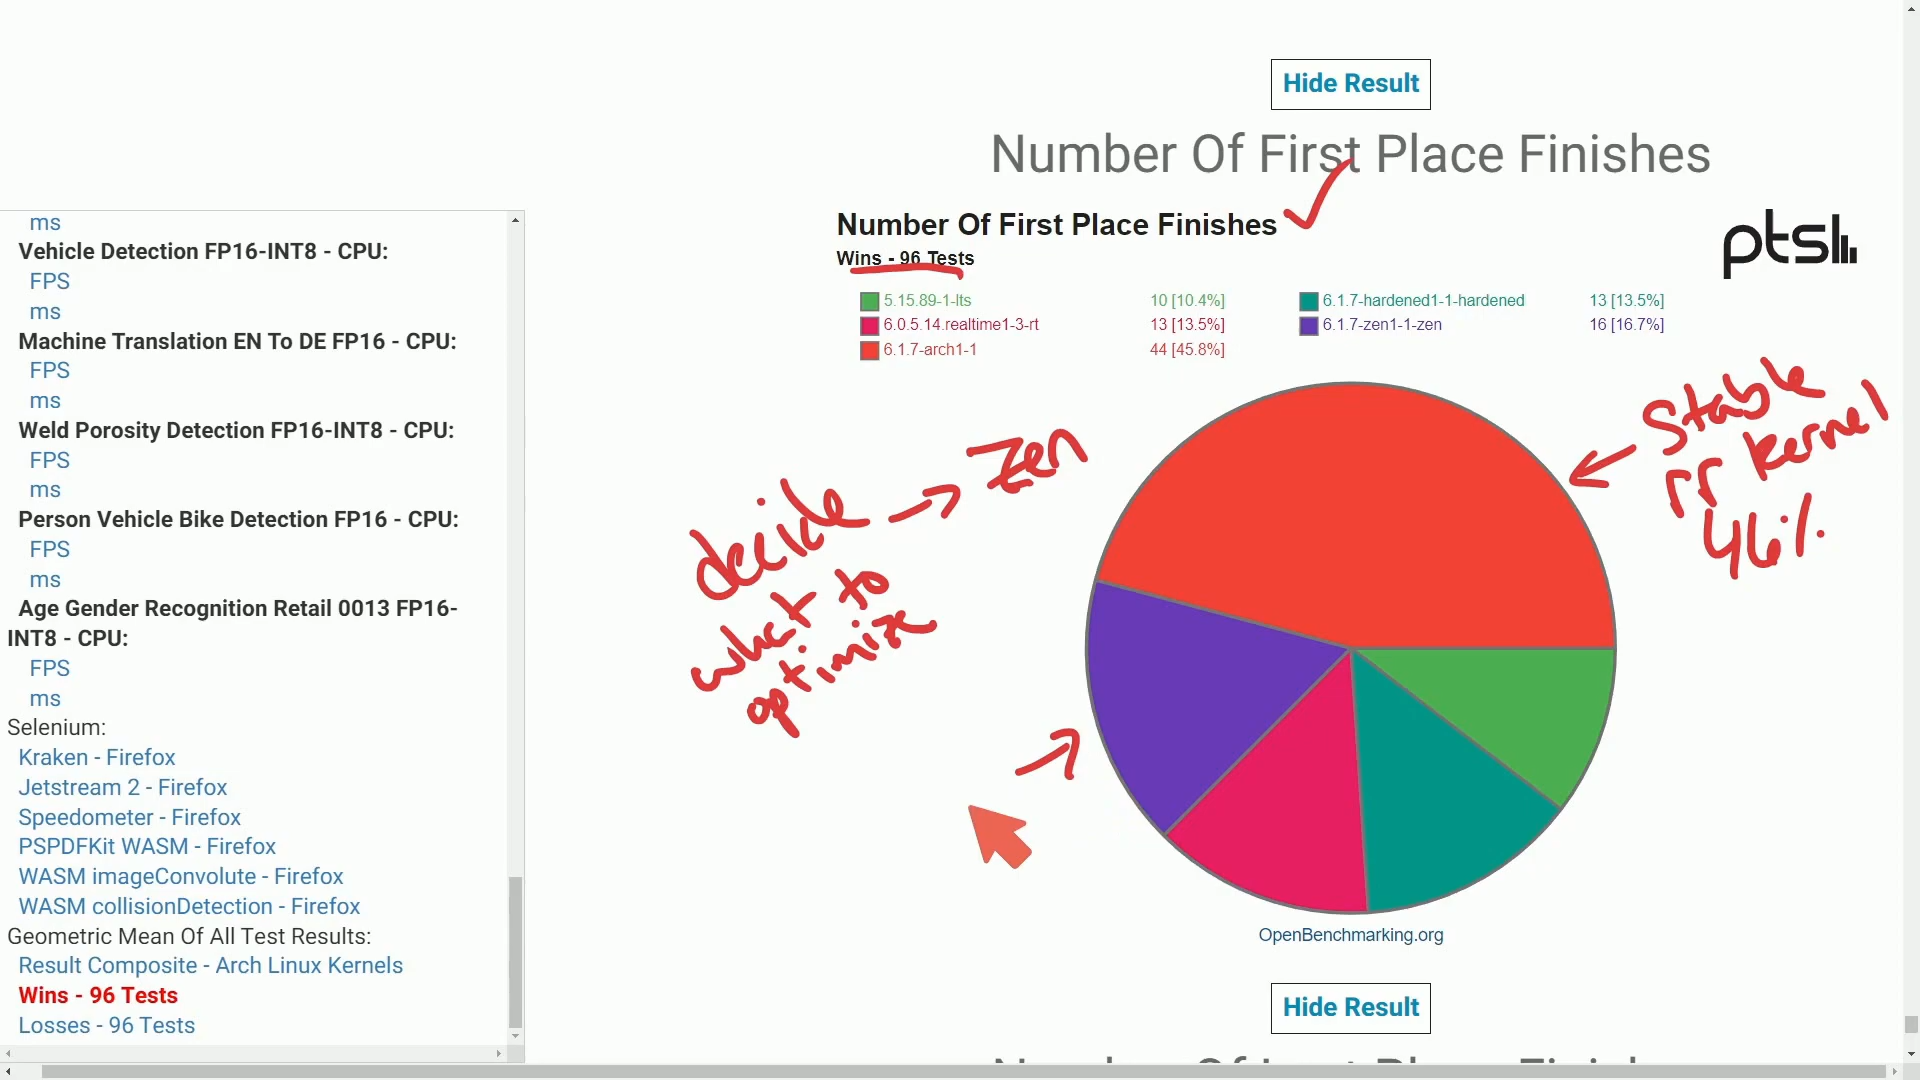 Hide Result
Number Of First Place Finishes
Number Of First Place Finishes
Wins - 96 Tests
ptsl
5.15.89-1-lts 10 [10.4%]
6.1.7-hardened1-1-hardened 13 [13.5%]
6.0.5.14.realtime1-3-rt 13 [13.5%]
6.1.7-zen1-1-zen 16 [16.7%]
6.1.7-arch1-1 44 [45.8%]
ms
Vehicle Detection FP16-INT8 - CPU:
FPS
ms
Machine Translation EN To DE FP16 - CPU:
FPS
ms
Weld Porosity Detection FP16-INT8 - CPU:
FPS
ms
Person Vehicle Bike Detection FP16 - CPU:
FPS
ms
Age Gender Recognition Retail 0013 FP16-
INT8 - CPU:
FPS
ms
Selenium:
Kraken - Firefox
Jetstream 2 - Firefox
Speedometer - Firefox
PSPDFKit WASM - Firefox
WASM imageConvolute - Firefox
WASM collisionDetection - Firefox
Geometric Mean Of All Test Results:
Result Composite - Arch Linux Kernels
Wins - 96 Tests
Losses - 96 Tests
decide
what to
optimize
zen
Stable
rr kernel
46%
OpenBenchmarking.org
Hide Result